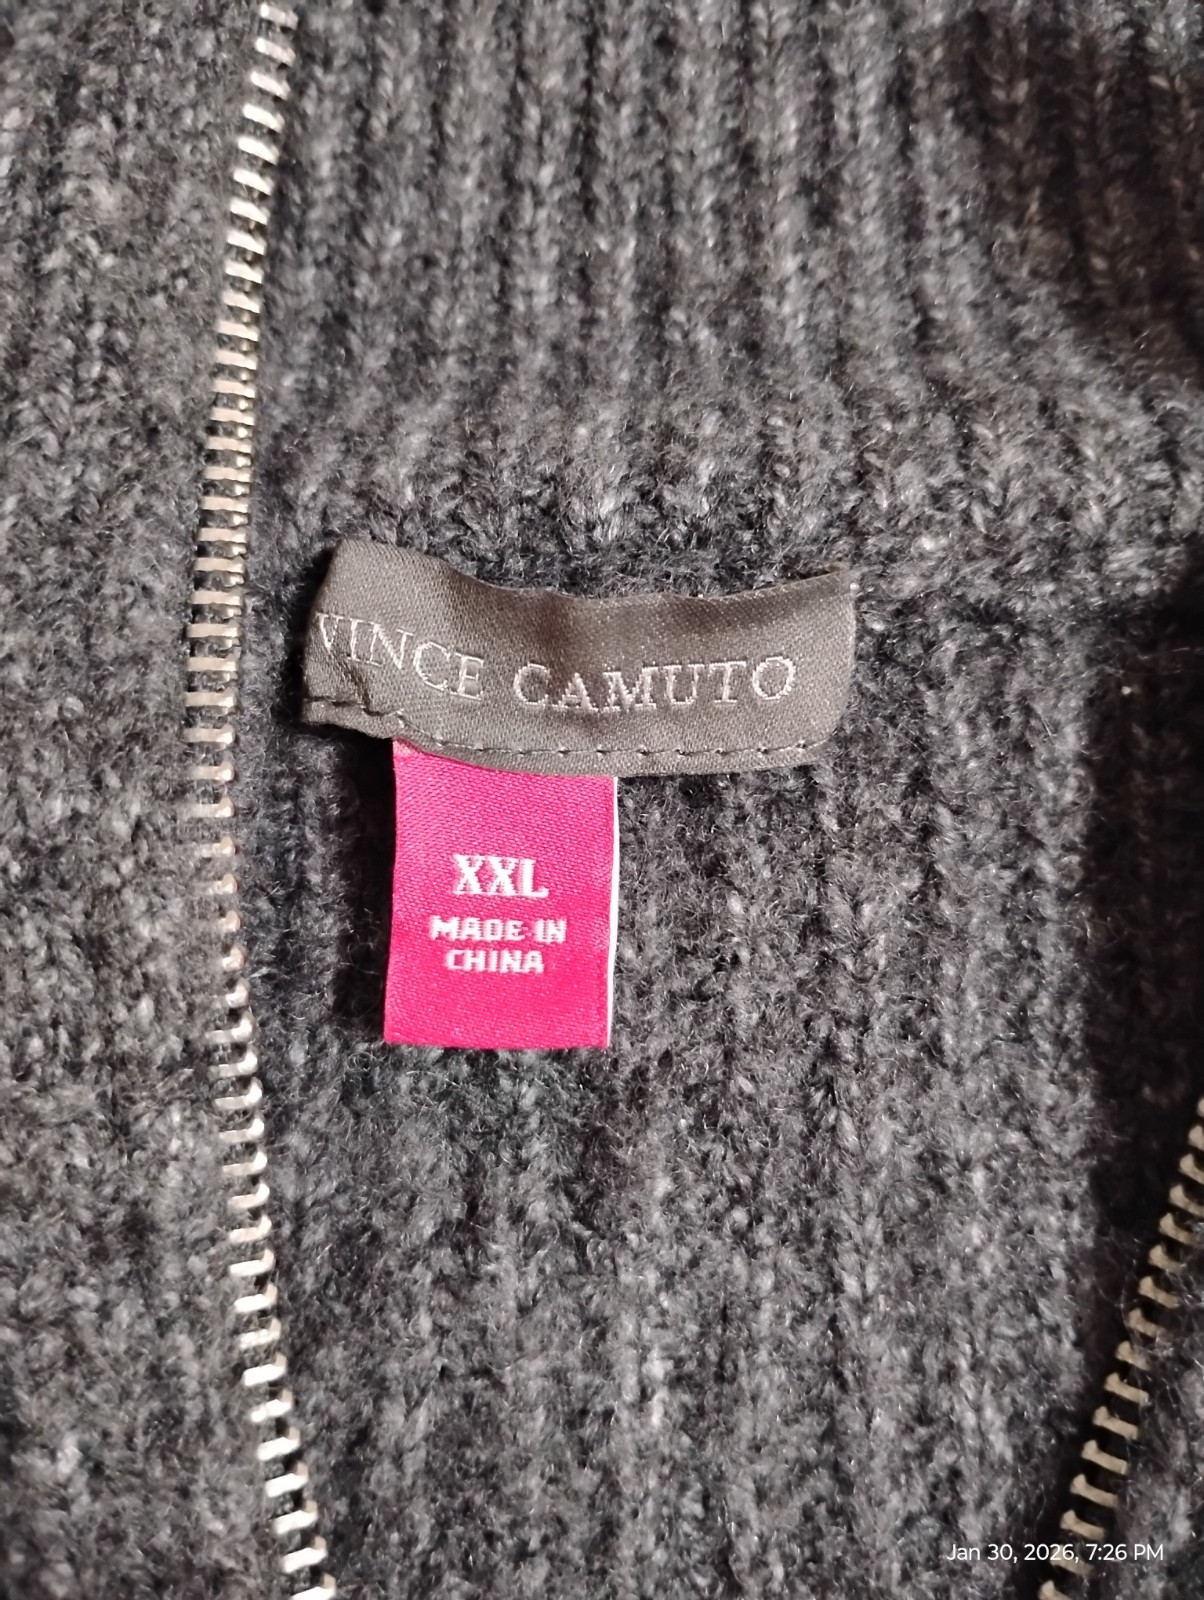 VINCE CAMUTO
XXL
MADE IN
CHINA
Jan 30, 2026, 7:26 PM